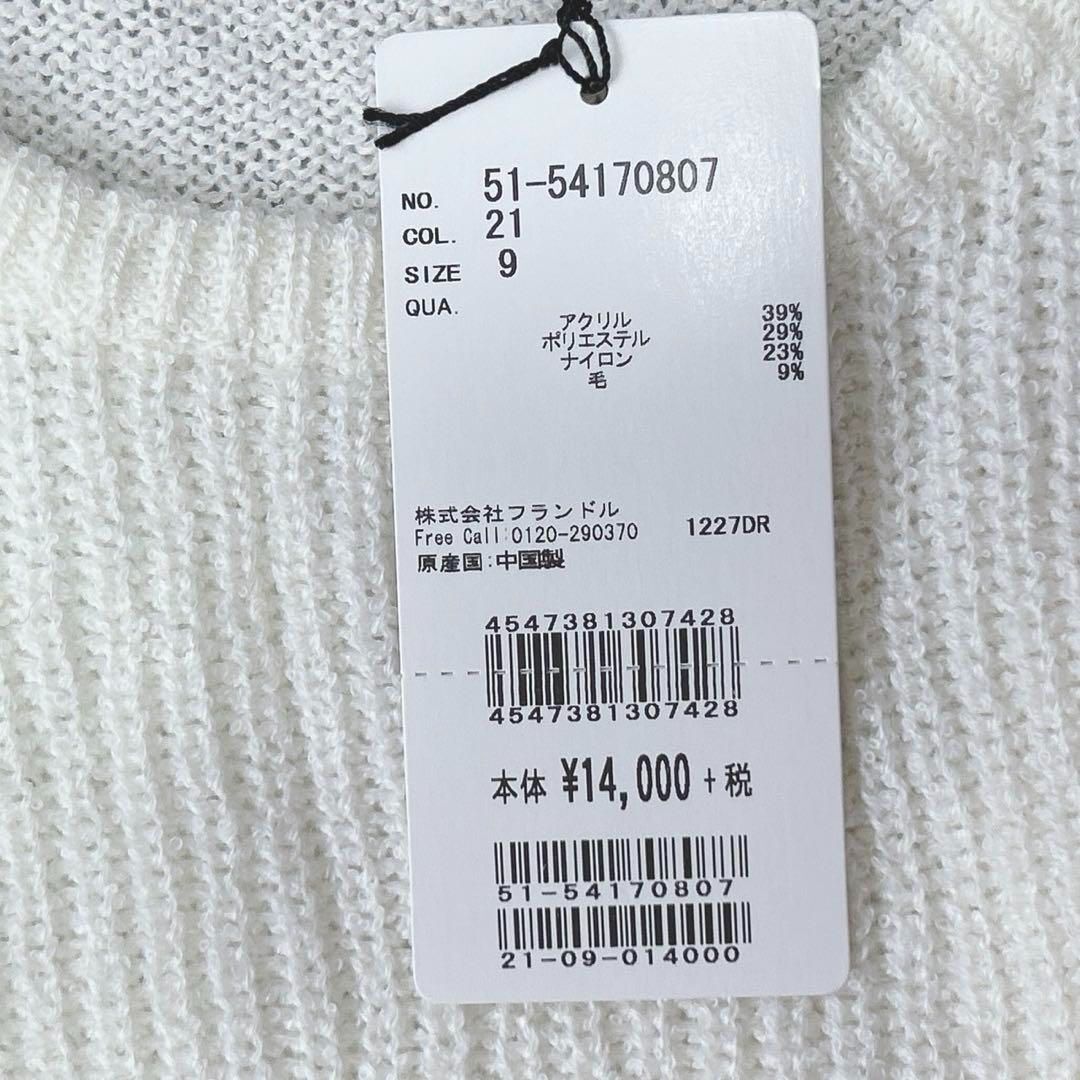 NO. 51-54170807
COL. 21
SIZE 9
QUA.
アクリル 39%
ポリエステル 29%
ナイロン 23%
毛 9%
株式会社フランドル
Free Call:0120-290370 1227DR
原産国:中国製
4547381307428
4547381307428
本体 ¥14,000 +税
51-54170807
21-09-014000